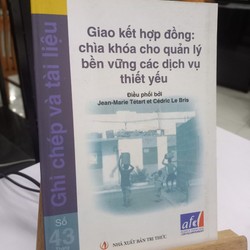 Giao kết hợp đồng:
chìa khóa cho quản lý
bền vững các dịch vụ
thiết yếu
Điều phối bởi
Jean-Marie Tétart et Cédric Le Bris
Ghi chép và tài liệu
Số
43
afd
NHÀ XUẤT BẢN TRI THỨC